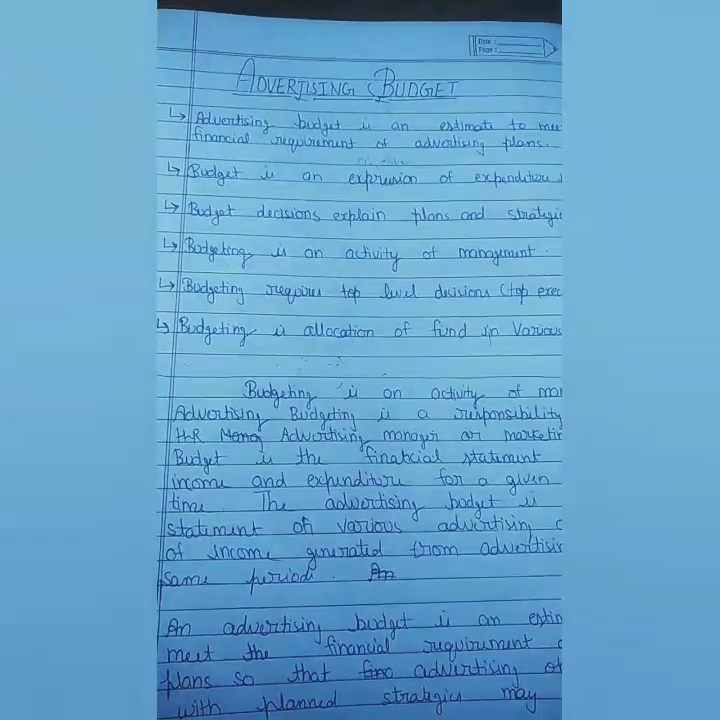 Date :
Page :
ADVERTISING BUDGET
↳ Advertising budget is an estimate to
financial requirement of advertising plans.
↳ Budget is an expression of expenditure
↳ Budget decisions explain plans and
↳ Budgeting is an activity of management.
↳ Budgeting requires top level decisions (top
↳ Budgeting is allocation of fund in Various
Budgeting is an activity of
Advertising Budgeting is a responsibility
H.R Advertising manager or
Budget is the financial statement
income and expenditure for a given
time. The advertising budget is
statement of various advertising
of income generated from
same period. An
An advertising budget is an
meet the financial requirement
plans so that fina advertising
with planned strategies may